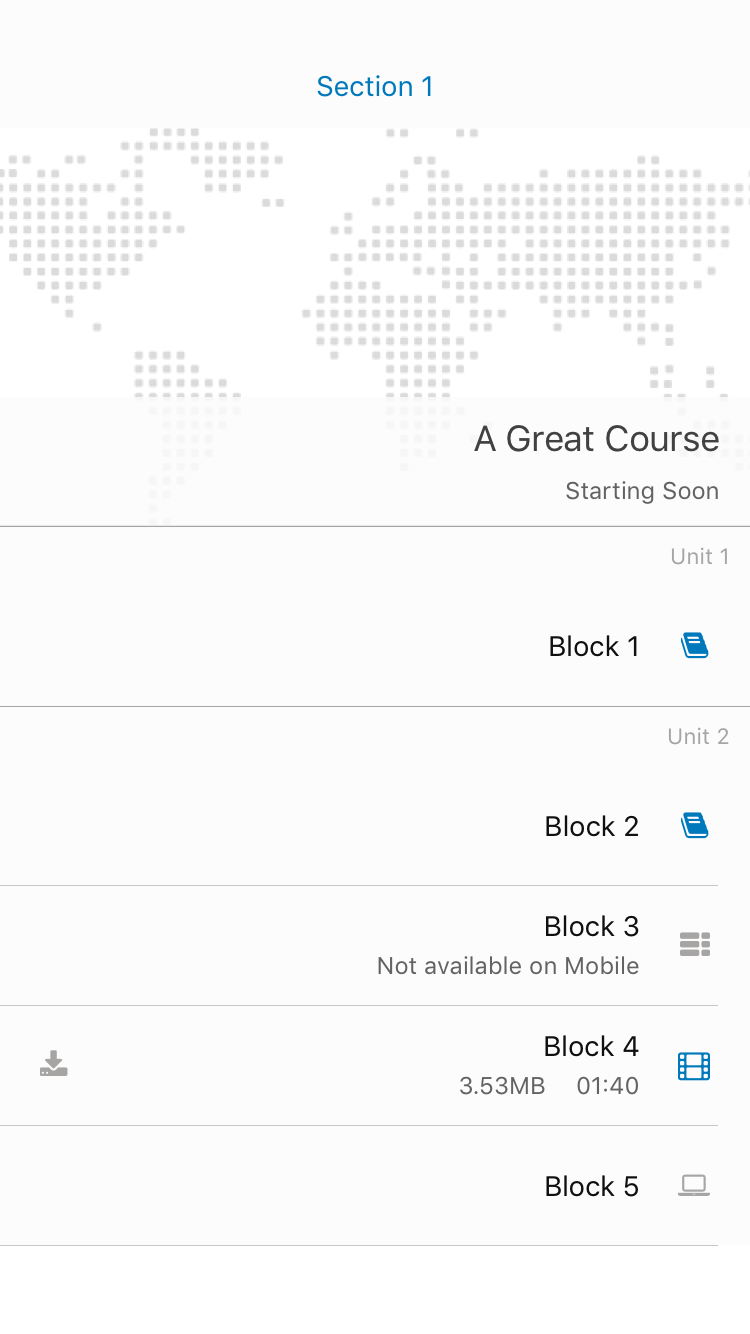 Section 1
A Great Course
Starting Soon
Unit 1
Block 1
Unit 2
Block 2
Block 3
Not available on Mobile
Block 4
3.53MB 01:40
Block 5